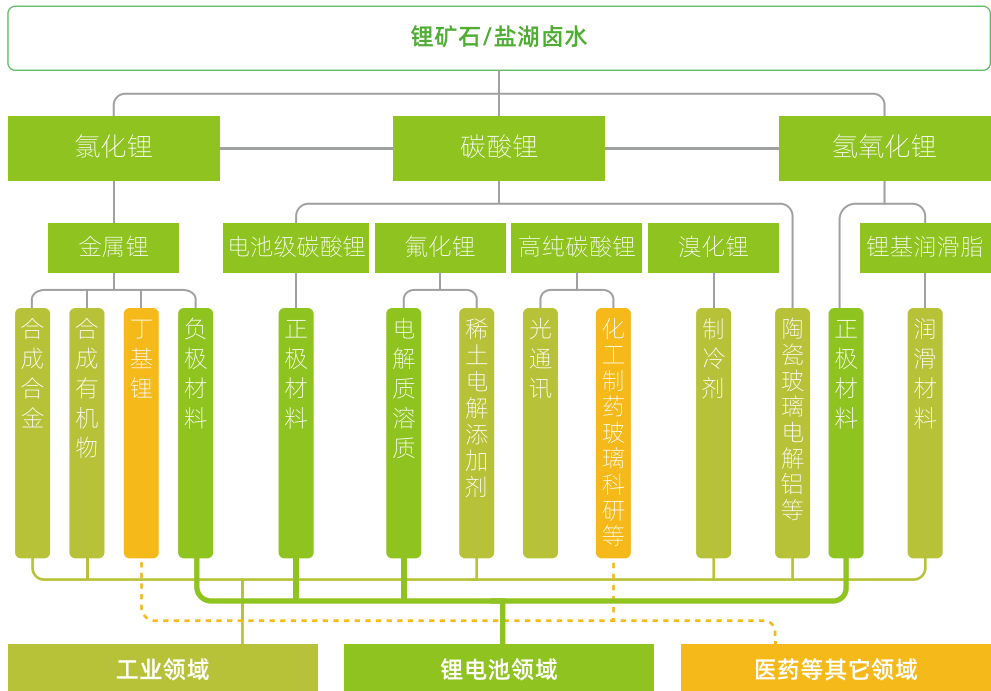 锂矿石/盐湖卤水
氯化锂
碳酸锂
氢氧化锂
金属锂
电池级碳酸锂
氟化锂
高纯碳酸锂
溴化锂
锂基润滑脂
合成合金
合成有机物
丁基锂
负极材料
正极材料
电解质溶质
稀土电解添加剂
光通讯
化工制药玻璃科研等
制冷剂
陶瓷玻璃电解铝等
正极材料
润滑材料
工业领域
锂电池领域
医药等其它领域